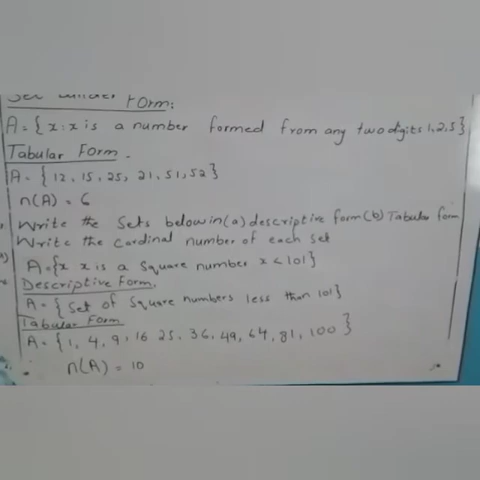 Set builder Form:
A = { x : x is a number formed from any two digits 1,2,5 }
Tabular Form.
A = { 12, 15, 25, 21, 51, 52 }
n(A) = 6
Write the Sets below in (a) descriptive form (b) Tabular form
Write the cardinal number of each set
A = { x x is a Square number x < 101 }
Descriptive Form.
A = { Set of Square numbers less than 101 }
Tabular Form
A = { 1, 4, 9, 16 25, 36, 49, 64, 81, 100 }
n(A) = 10